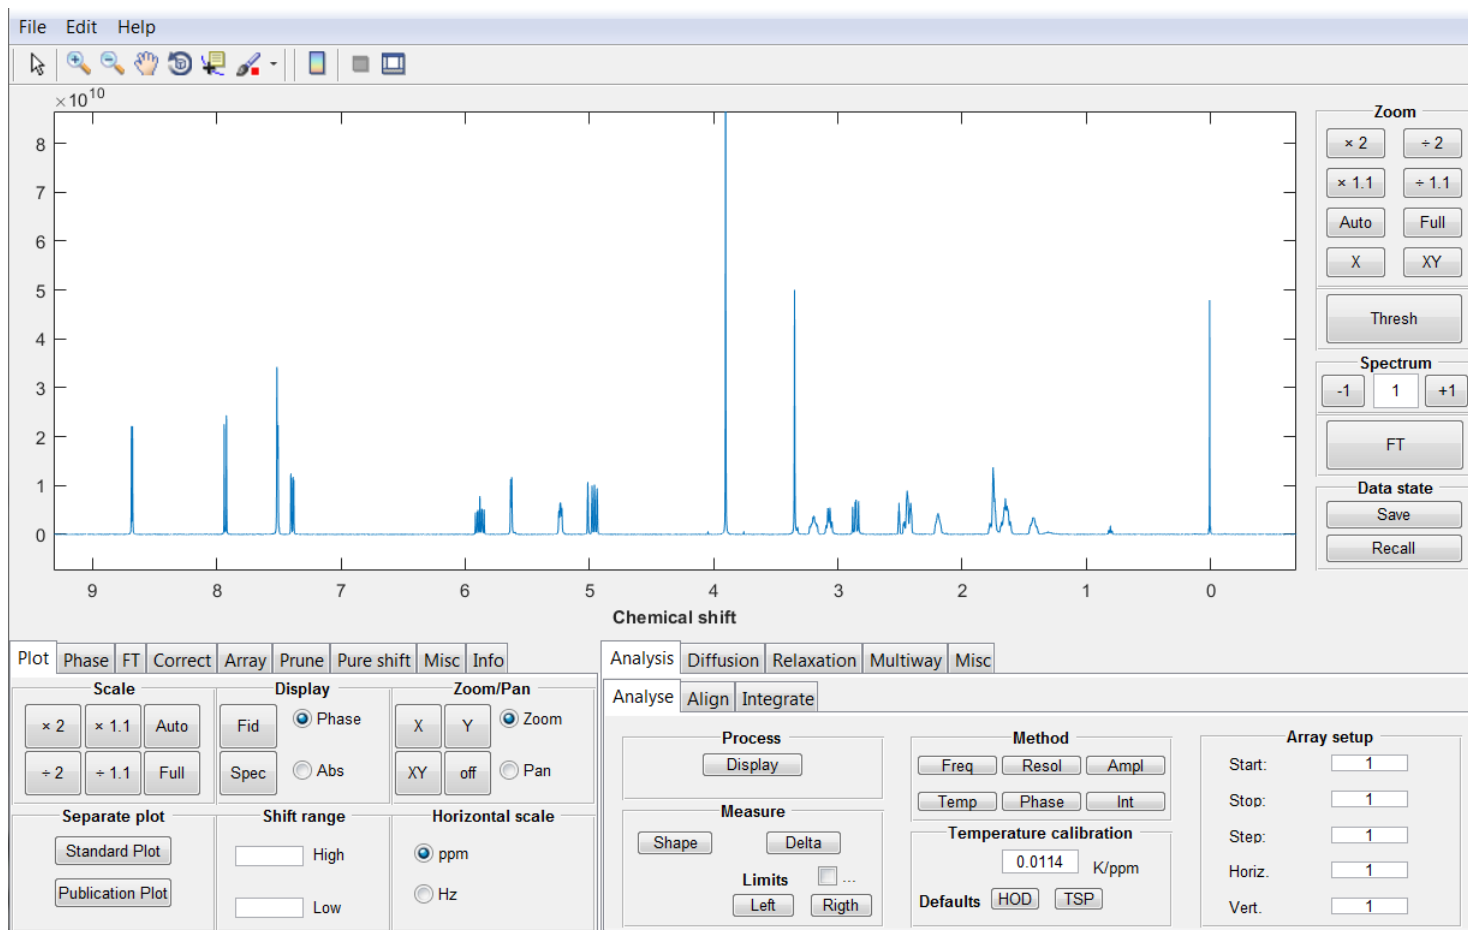 File Edit Help
×10^10
8
7
6
5
4
3
2
1
0
9 8 7 6 5 4 3 2 1 0
Chemical shift
Zoom
× 2 ÷ 2
× 1.1 ÷ 1.1
Auto Full
X XY
Thresh
Spectrum
-1 1 +1
FT
Data state
Save
Recall
Plot Phase FT Correct Array Prune Pure shift Misc Info
Scale Display Zoom/Pan
× 2 × 1.1 Auto Fid Phase X Y Zoom
÷ 2 ÷ 1.1 Full Spec Abs XY off Pan
Separate plot Shift range Horizontal scale
Standard Plot High ppm
Publication Plot Low Hz
Analysis Diffusion Relaxation Multiway Misc
Analyse Align Integrate
Process
Display
Measure
Shape Delta
Limits ...
Left Rigth
Method
Freq Resol Ampl
Temp Phase Int
Temperature calibration
0.0114 K/ppm
Defaults HOD TSP
Array setup
Start: 1
Stop: 1
Step: 1
Horiz. 1
Vert. 1